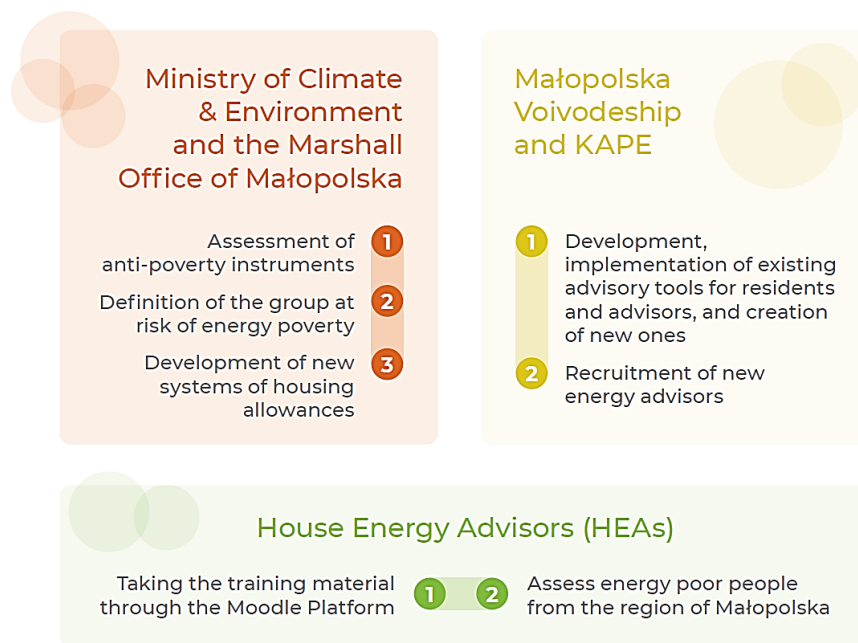 Ministry of Climate
& Environment
and the Marshall
Office of Małopolska
1
Assessment of
anti-poverty instruments
2
Definition of the group at
risk of energy poverty
3
Development of new
systems of housing
allowances
Małopolska
Voivodeship
and KAPE
1
Development,
implementation of existing
advisory tools for residents
and advisors, and creation
of new ones
2
Recruitment of new
energy advisors
House Energy Advisors (HEAs)
1
Taking the training material
through the Moodle Platform
2
Assess energy poor people
from the region of Małopolska